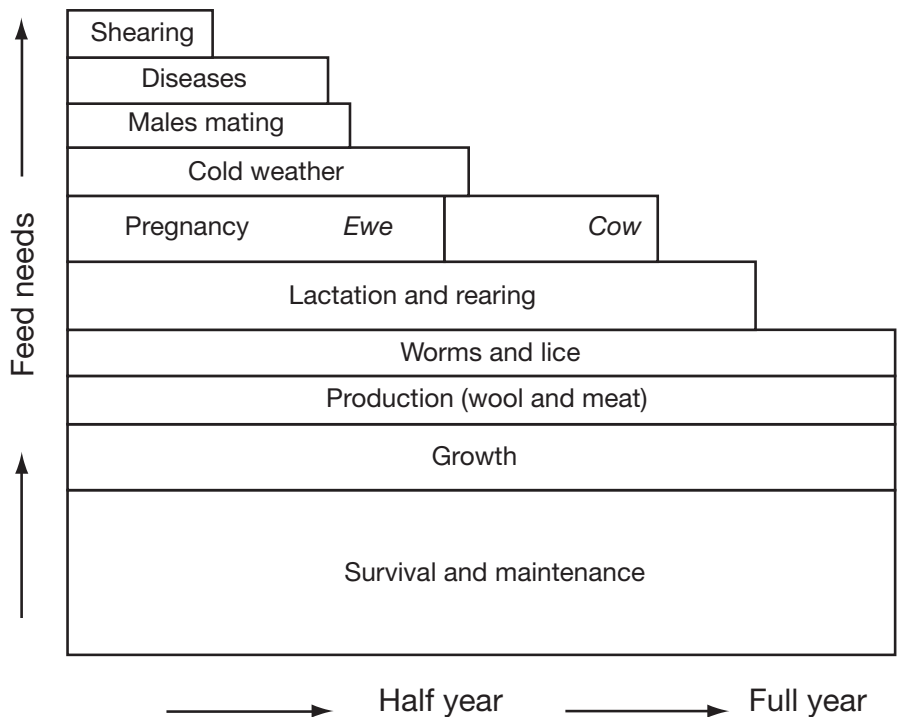 Shearing
Diseases
Males mating
Cold weather
Pregnancy Ewe Cow
Lactation and rearing
Worms and lice
Production (wool and meat)
Growth
Survival and maintenance
Feed needs
Half year Full year